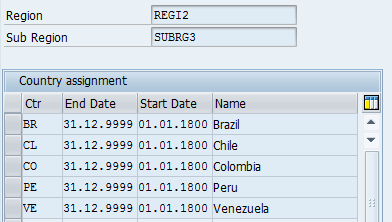 Region REGI2
Sub Region SUBRG3
Country assignment
Ctr End Date Start Date Name
BR 31.12.9999 01.01.1800 Brazil
CL 31.12.9999 01.01.1800 Chile
CO 31.12.9999 01.01.1800 Colombia
PE 31.12.9999 01.01.1800 Peru
VE 31.12.9999 01.01.1800 Venezuela